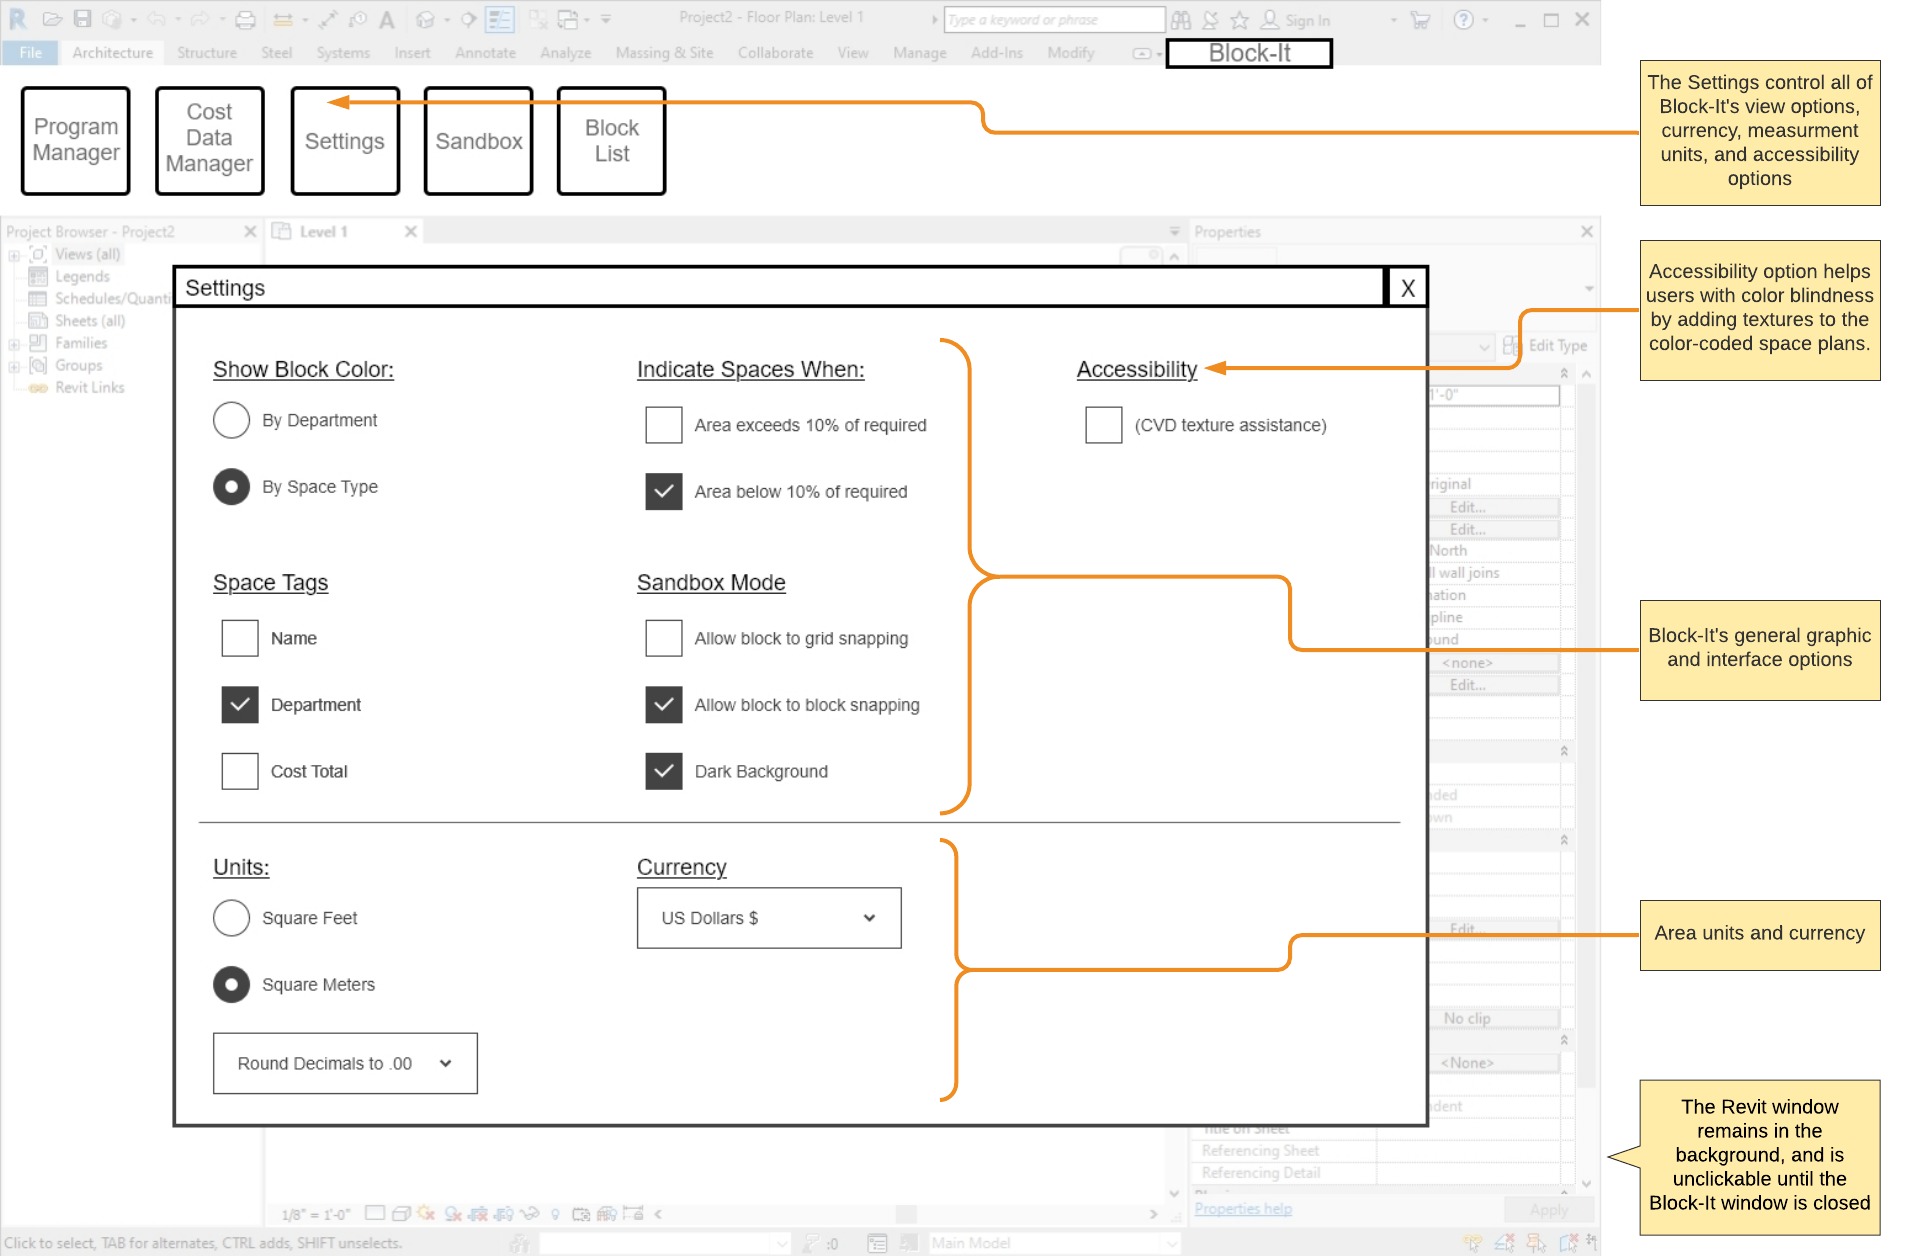 Project2 - Floor Plan: Level 1
Type a keyword or phrase
Sign In
File
Architecture
Structure
Steel
Systems
Insert
Annotate
Analyze
Massing & Site
Collaborate
View
Manage
Add-Ins
Modify
Block-It
Program
Manager
Cost
Data
Manager
Settings
Sandbox
Block
List
The Settings control all of
Block-It's view options,
currency, measurment
units, and accessibility
options
Project Browser - Project2
Level 1
Properties
Views (all)
Legends
Schedules/Quanti
Sheets (all)
Families
Groups
Revit Links
Edit Type
Accessibility option helps
users with color blindness
by adding textures to the
color-coded space plans.
Settings
X
Show Block Color:
By Department
By Space Type
Indicate Spaces When:
Area exceeds 10% of required
Area below 10% of required
Accessibility
(CVD texture assistance)
Space Tags
Name
Department
Cost Total
Sandbox Mode
Allow block to grid snapping
Allow block to block snapping
Dark Background
Units:
Square Feet
Square Meters
Round Decimals to .00
Currency
US Dollars $
1'-0"
riginal
Edit...
Edit...
North
ll wall joins
nation
pline
und
<none>
Edit...
ded
own
Edit...
No clip
<None>
dent
Title on Sheet
Referencing Sheet
Referencing Detail
Block-It's general graphic
and interface options
Area units and currency
The Revit window
remains in the
background, and is
unclickable until the
Block-It window is closed
1/8" = 1'-0"
Properties help
Apply
Click to select, TAB for alternates, CTRL adds, SHIFT unselects.
:0
Main Model